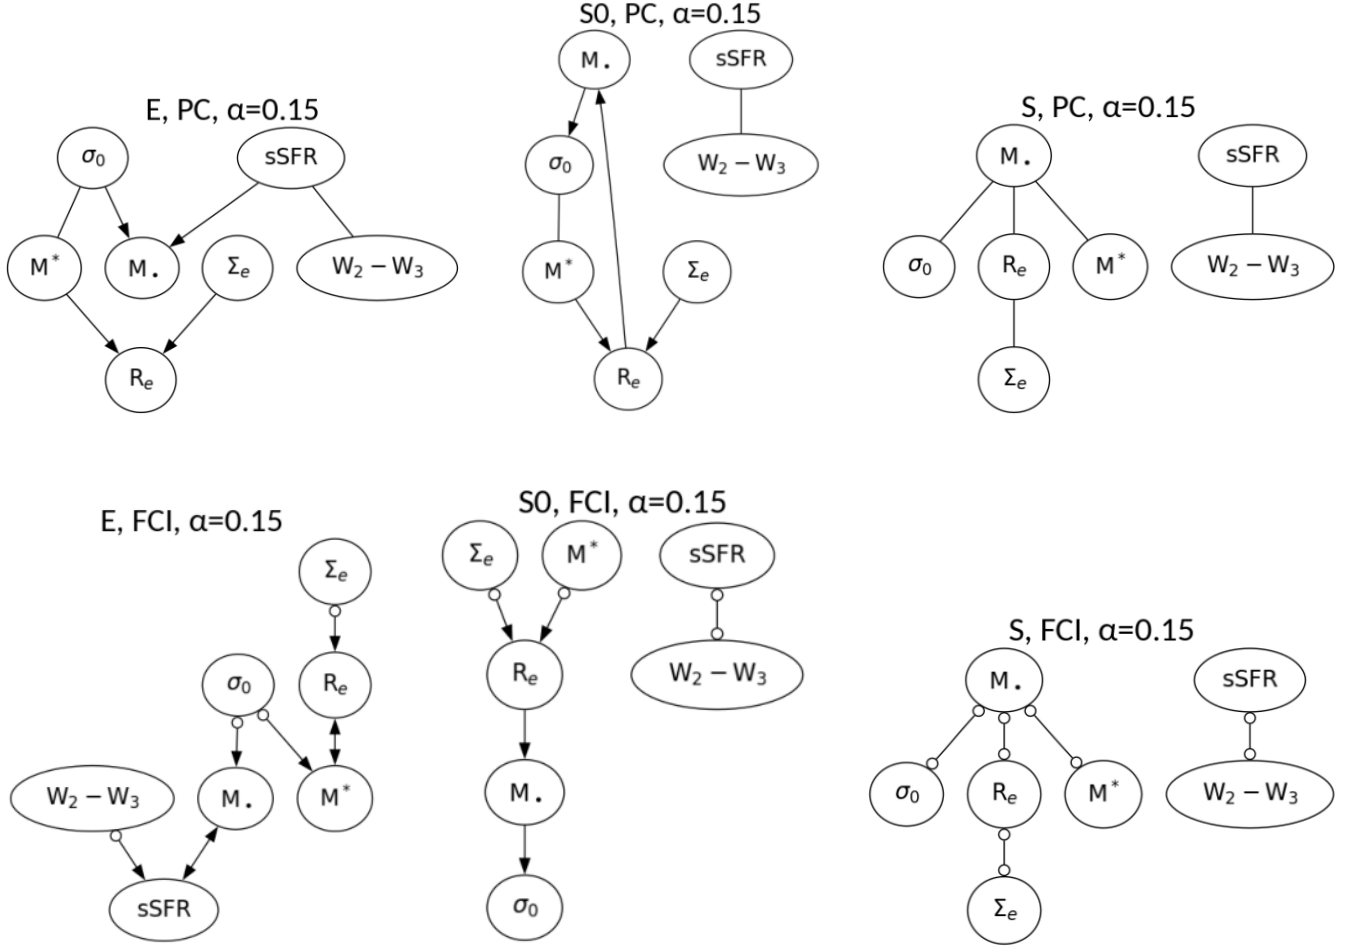 E, PC, α=0.15
σ₀
sSFR
M*
M•
Σₑ
W₂ − W₃
Rₑ
S0, PC, α=0.15
M•
sSFR
σ₀
W₂ − W₃
M*
Σₑ
Rₑ
S, PC, α=0.15
M•
sSFR
σ₀
Rₑ
M*
W₂ − W₃
Σₑ
E, FCI, α=0.15
Σₑ
σ₀
Rₑ
W₂ − W₃
M•
M*
sSFR
S0, FCI, α=0.15
Σₑ
M*
sSFR
Rₑ
W₂ − W₃
M•
σ₀
S, FCI, α=0.15
M•
sSFR
σ₀
Rₑ
M*
W₂ − W₃
Σₑ